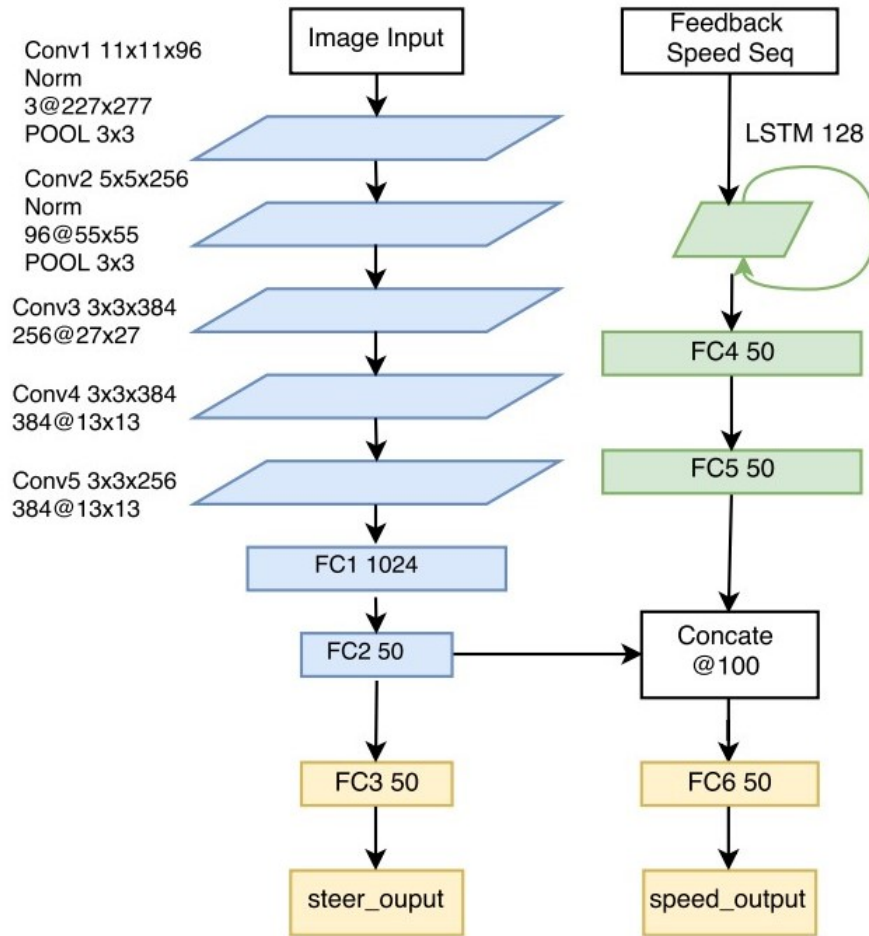 Image Input
Feedback
Speed Seq
Conv1 11x11x96
Norm
3@227x277
POOL 3x3
LSTM 128
Conv2 5x5x256
Norm
96@55x55
POOL 3x3
Conv3 3x3x384
256@27x27
FC4 50
Conv4 3x3x384
384@13x13
FC5 50
Conv5 3x3x256
384@13x13
FC1 1024
FC2 50
Concate
@100
FC3 50
FC6 50
steer_ouput
speed_output